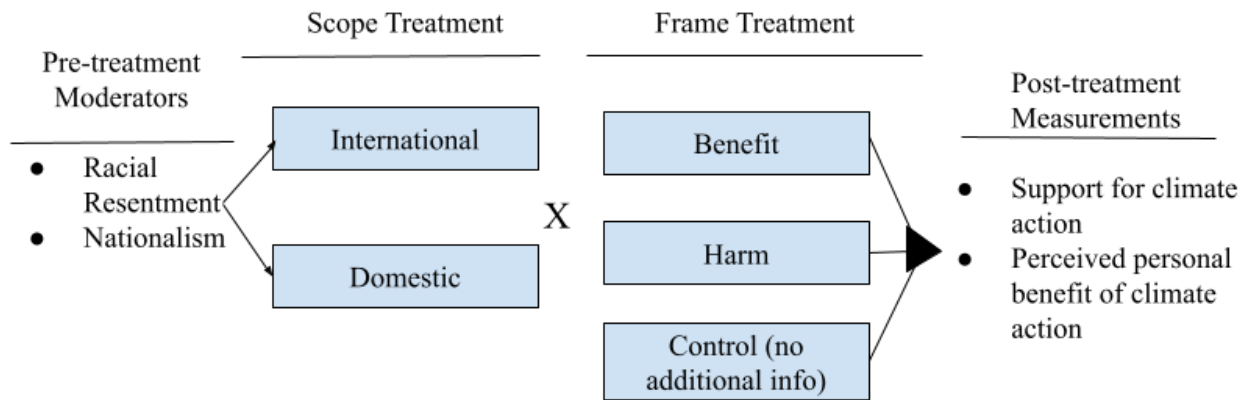 Pre-treatment
Moderators
● Racial
Resentment
● Nationalism
Scope Treatment
International
Domestic
X
Frame Treatment
Benefit
Harm
Control (no
additional info)
Post-treatment
Measurements
● Support for climate
action
● Perceived personal
benefit of climate
action